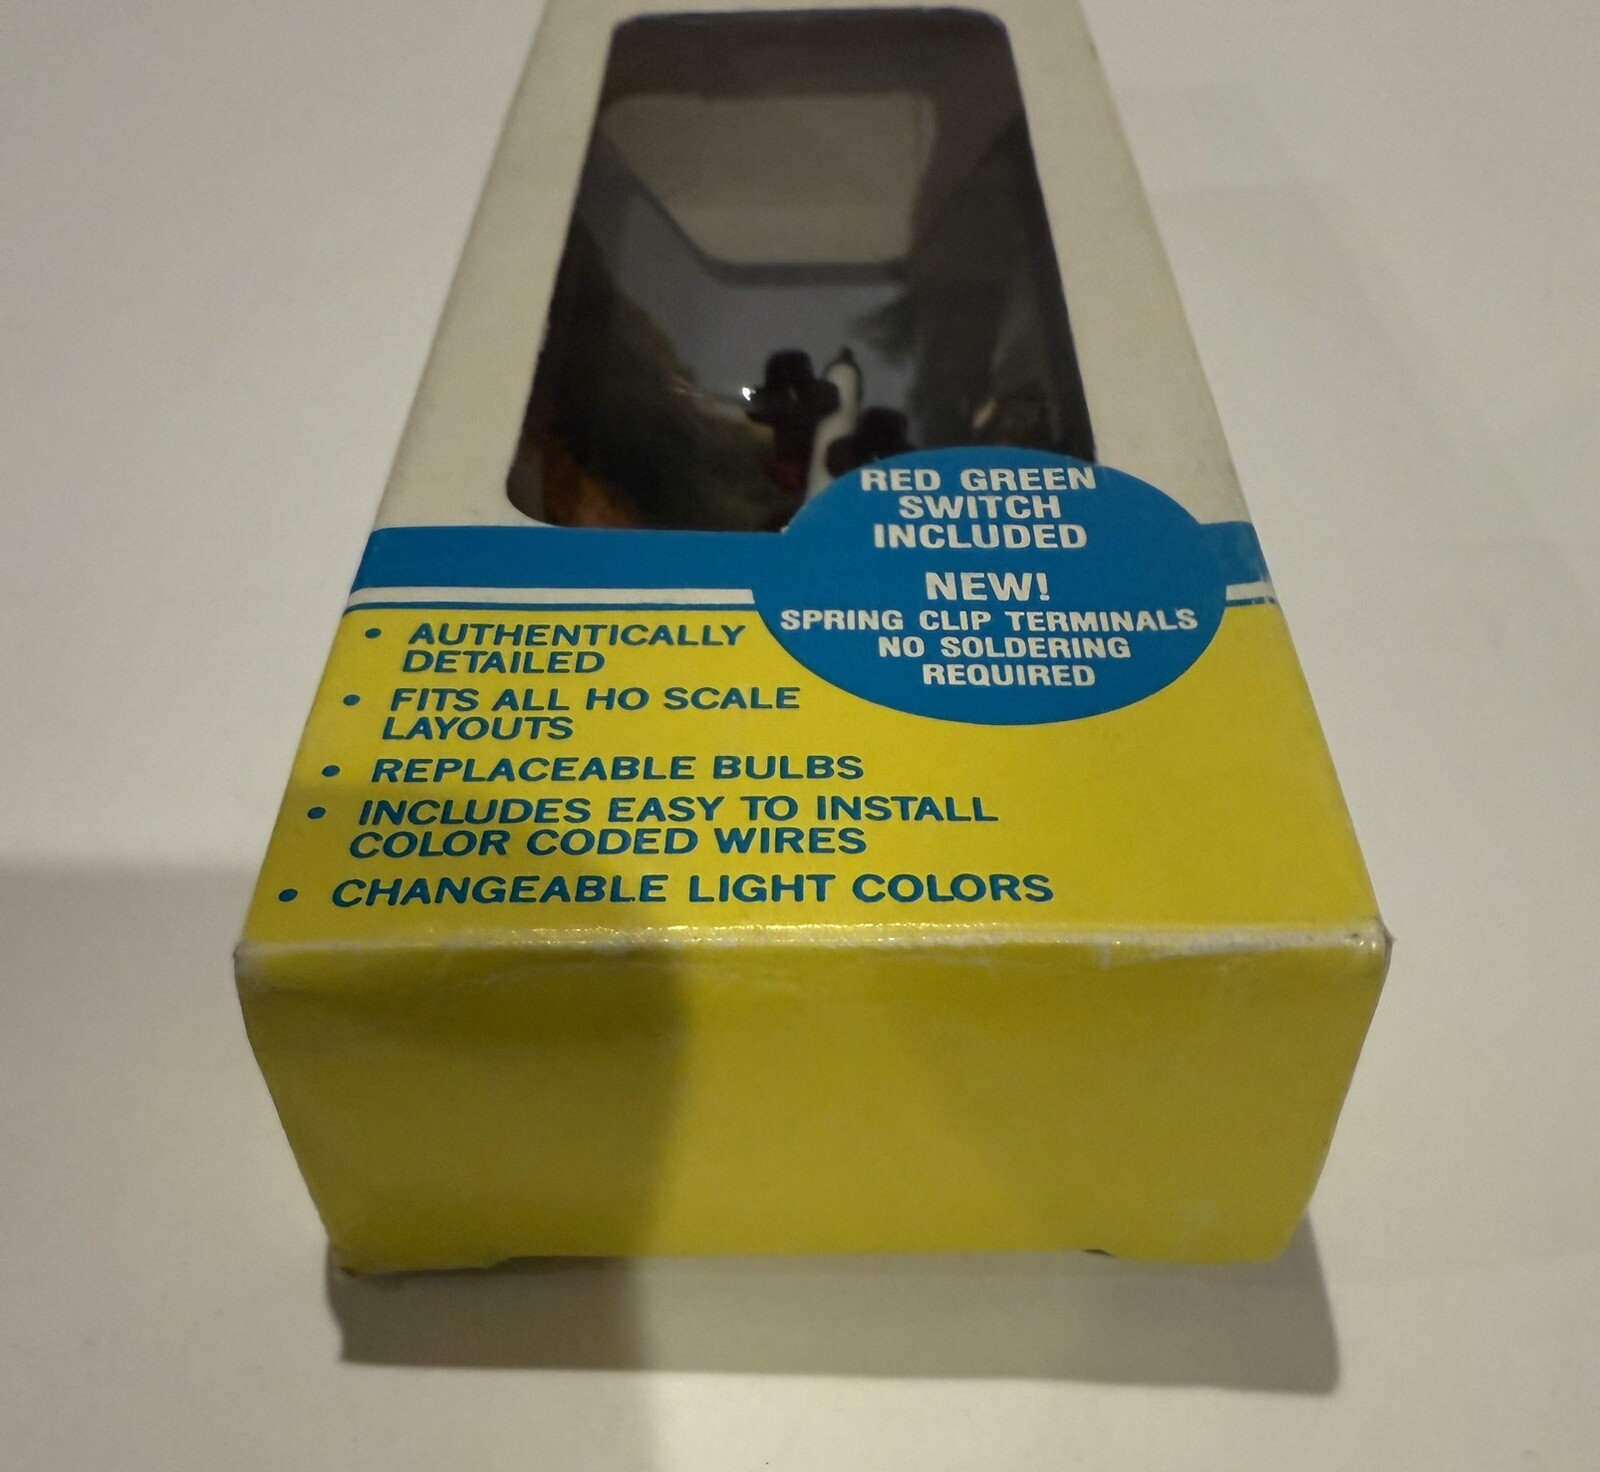 RED GREEN
SWITCH
INCLUDED
NEW!
SPRING CLIP TERMINALS
NO SOLDERING
REQUIRED
• AUTHENTICALLY
DETAILED
• FITS ALL HO SCALE
LAYOUTS
• REPLACEABLE BULBS
• INCLUDES EASY TO INSTALL
COLOR CODED WIRES
• CHANGEABLE LIGHT COLORS